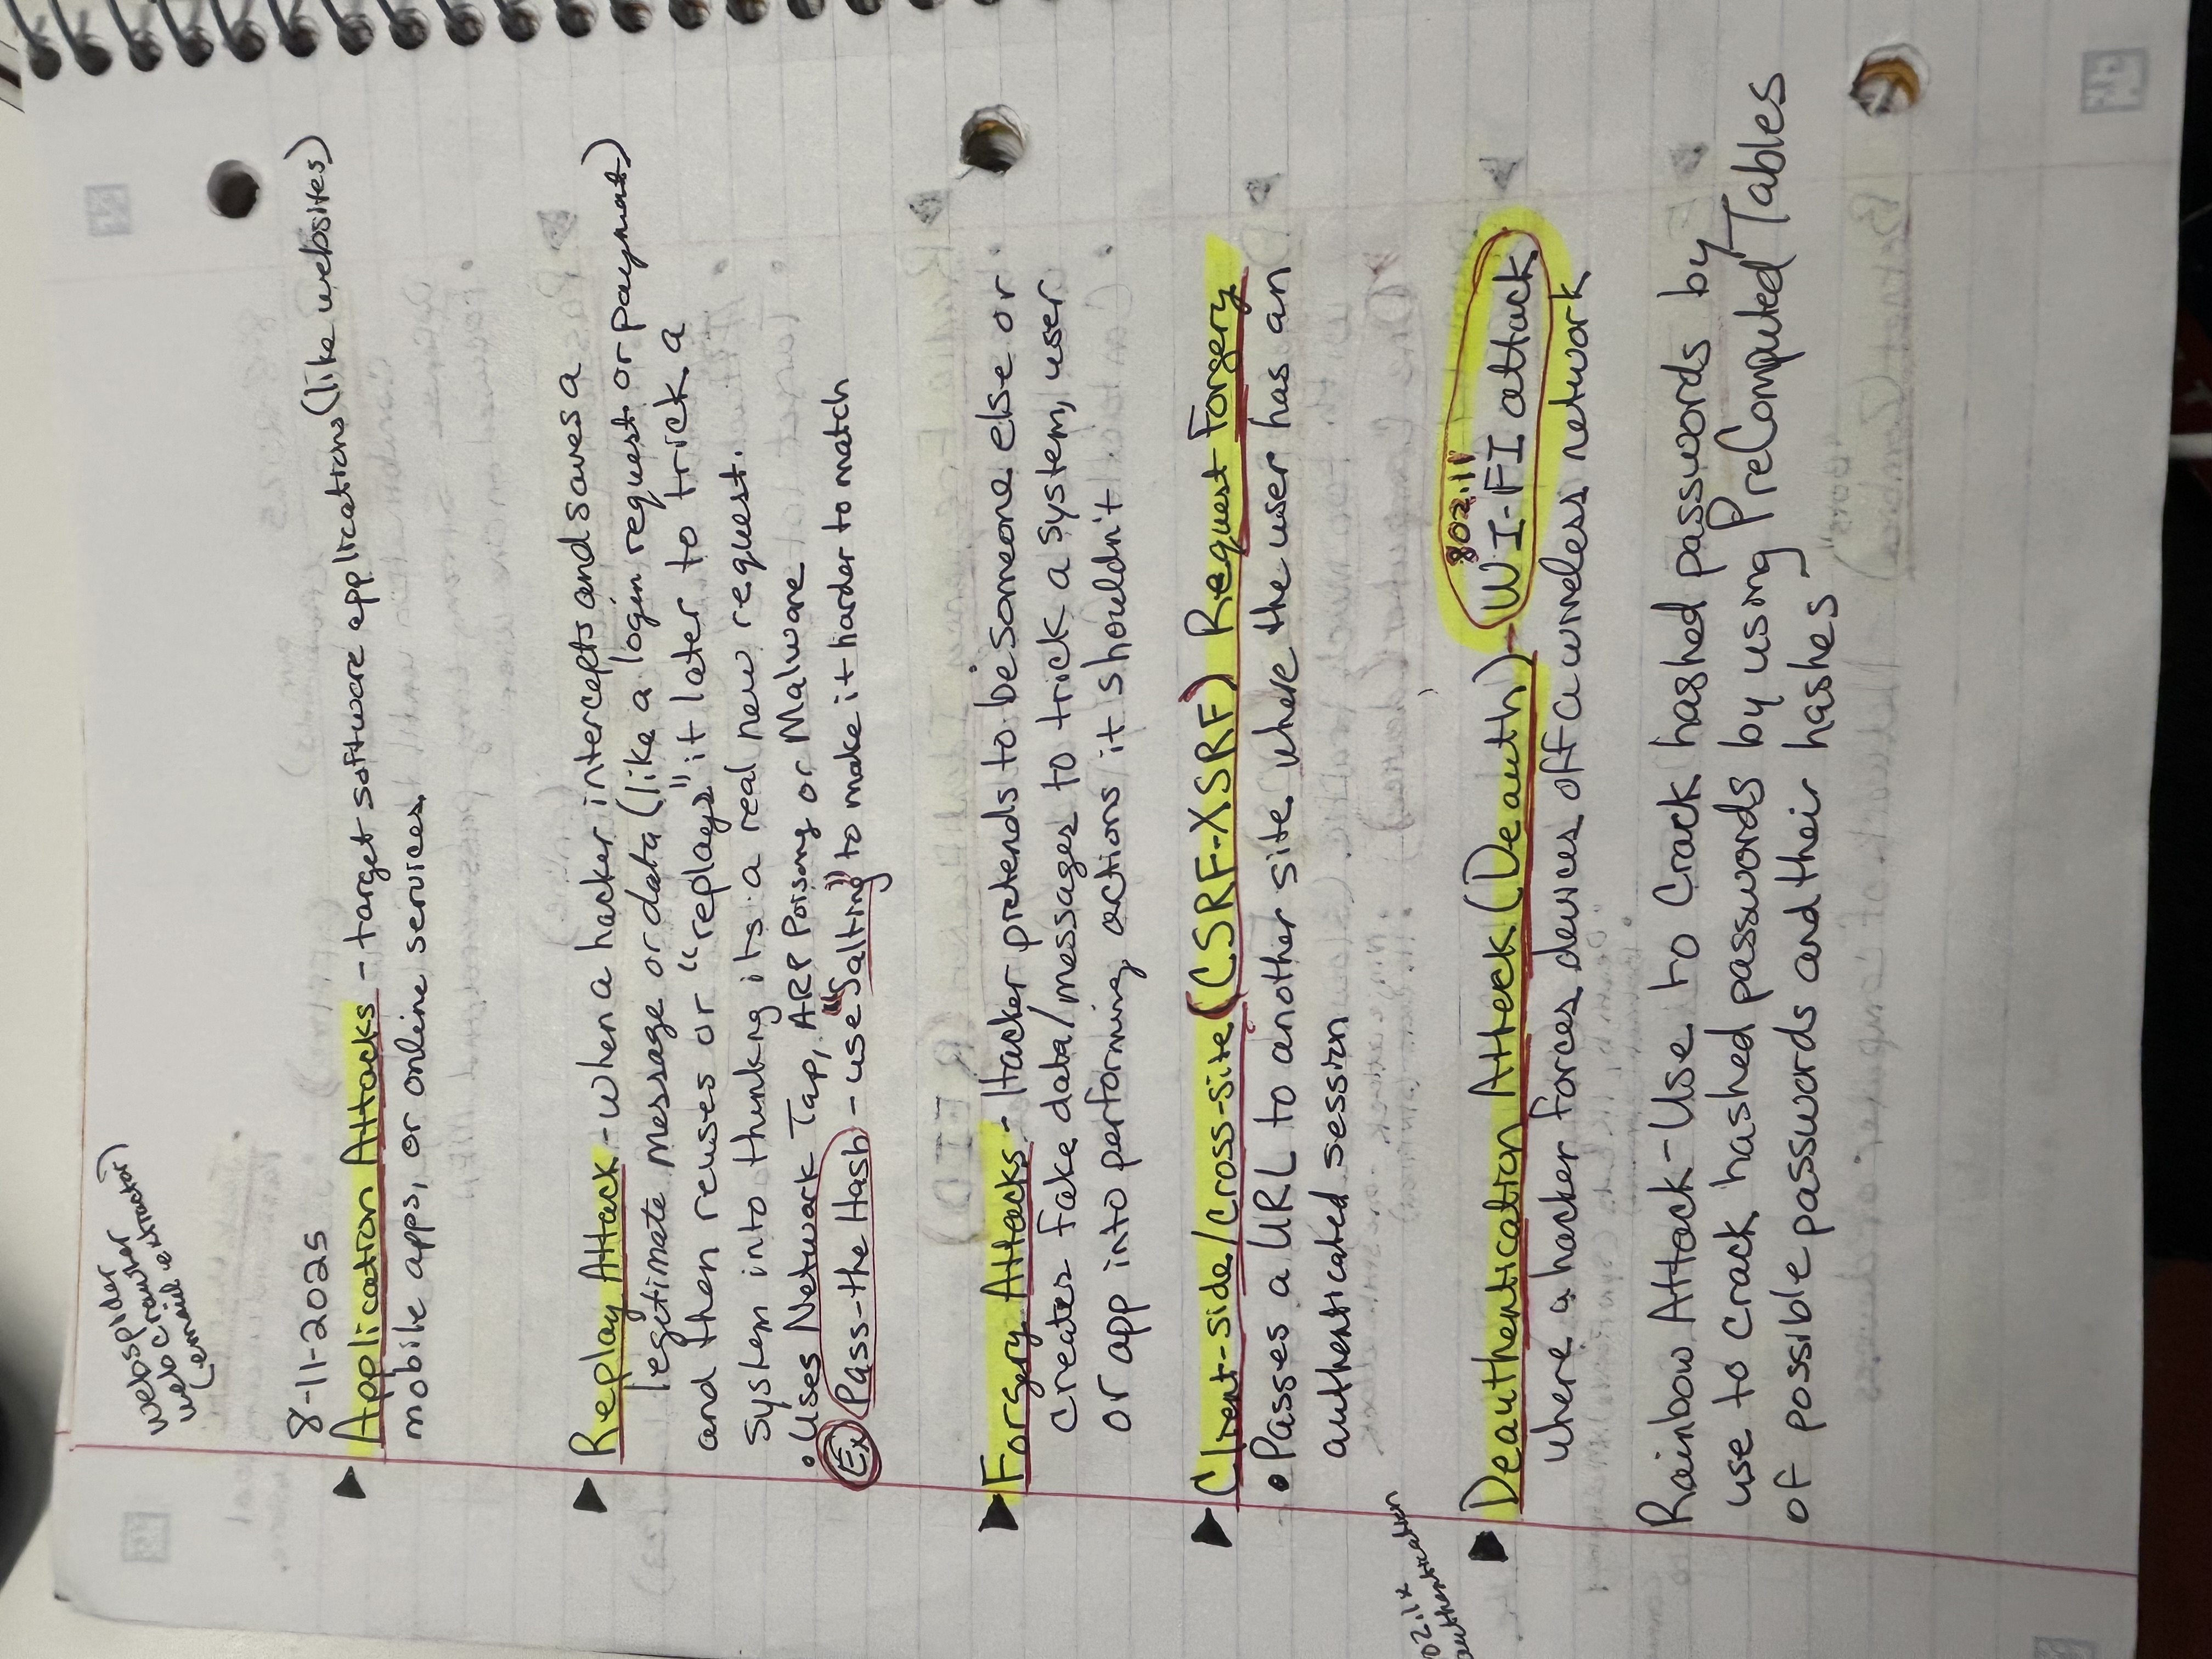 webspider
webcrawler
(email extractor)
8-11-2025
Application Attacks - target software applications (like websites)
mobile apps, or online services
Replay Attack - when a hacker intercepts and saves a
legitimate message or data (like a login request or payment)
and then reuses or "replays" it later to trick a
system into thinking its a real new request.
• Uses Network Tap, ARP Poisong or Malware
Ex Pass-the Hash - use "Salting" to make it harder to match
Forgery Attacks - Hacker pretends to be someone else or
creates fake data/messages to trick a system, user
or app into performing actions it shouldn't
Client-side/cross-site (CSRF-XSRF) Request Forgery
• Passes a URL to another site where the user has an
authenticated session
02.1x
authentication
802.11
Deauthentication Attack (Deauth) - WI-FI attack
where a hacker forces devices off a wireless network
Rainbow Attack - Use to Crack hashed passwords by
use to crack hashed passwords by using PreComputed Tables
of possible passwords and their hashes